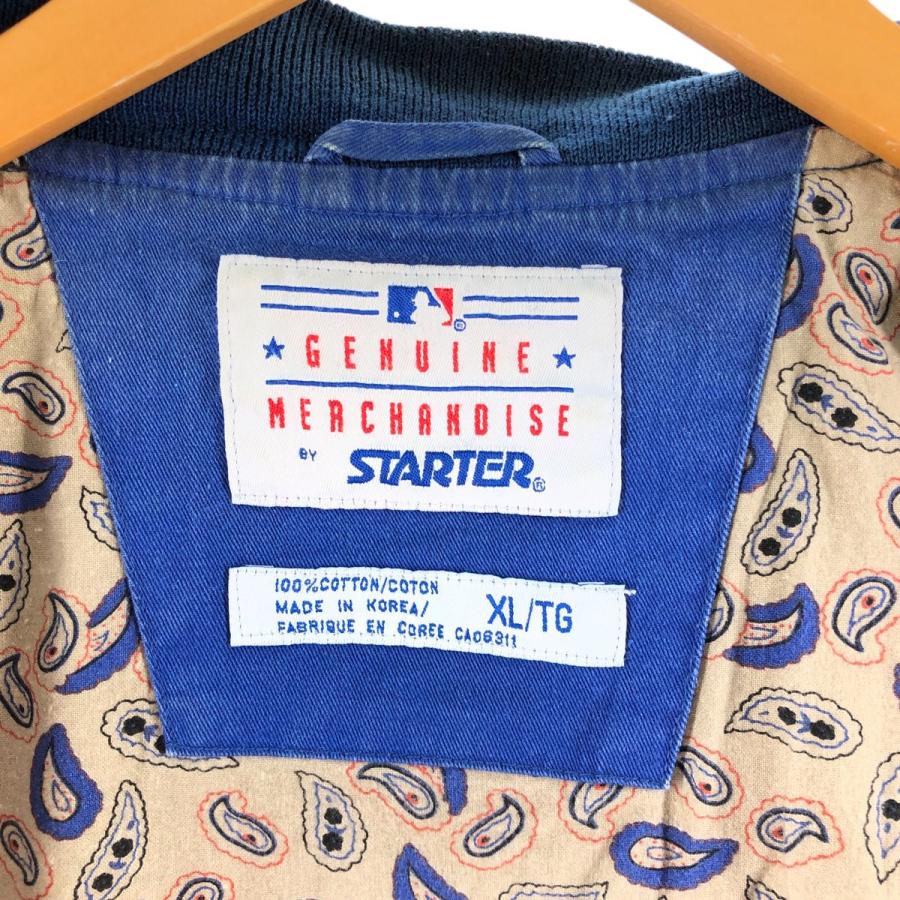 GENUINE
MERCHANDISE
BY STARTER®
100%COTTON/COTON
MADE IN KOREA/ XL/TG
FABRIQUE EN COREE CA06311